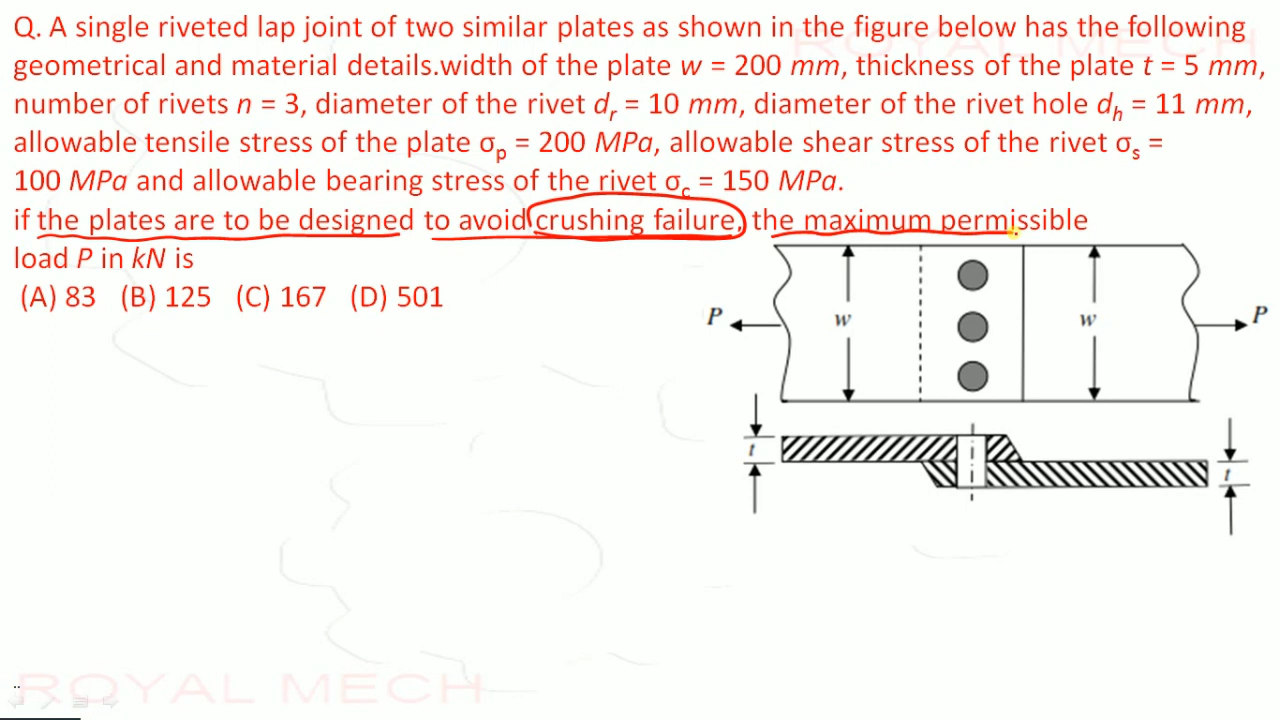 Q. A single riveted lap joint of two similar plates as shown in the figure below has the following
geometrical and material details.width of the plate w = 200 mm, thickness of the plate t = 5 mm,
number of rivets n = 3, diameter of the rivet dr = 10 mm, diameter of the rivet hole dh = 11 mm,
allowable tensile stress of the plate σp = 200 MPa, allowable shear stress of the rivet σs =
100 MPa and allowable bearing stress of the rivet σc = 150 MPa.
if the plates are to be designed to avoid crushing failure, the maximum permissible
load P in kN is
(A) 83 (B) 125 (C) 167 (D) 501
P
w
w
P
t
t
ROYAL MECH
ROYAL MECH
..